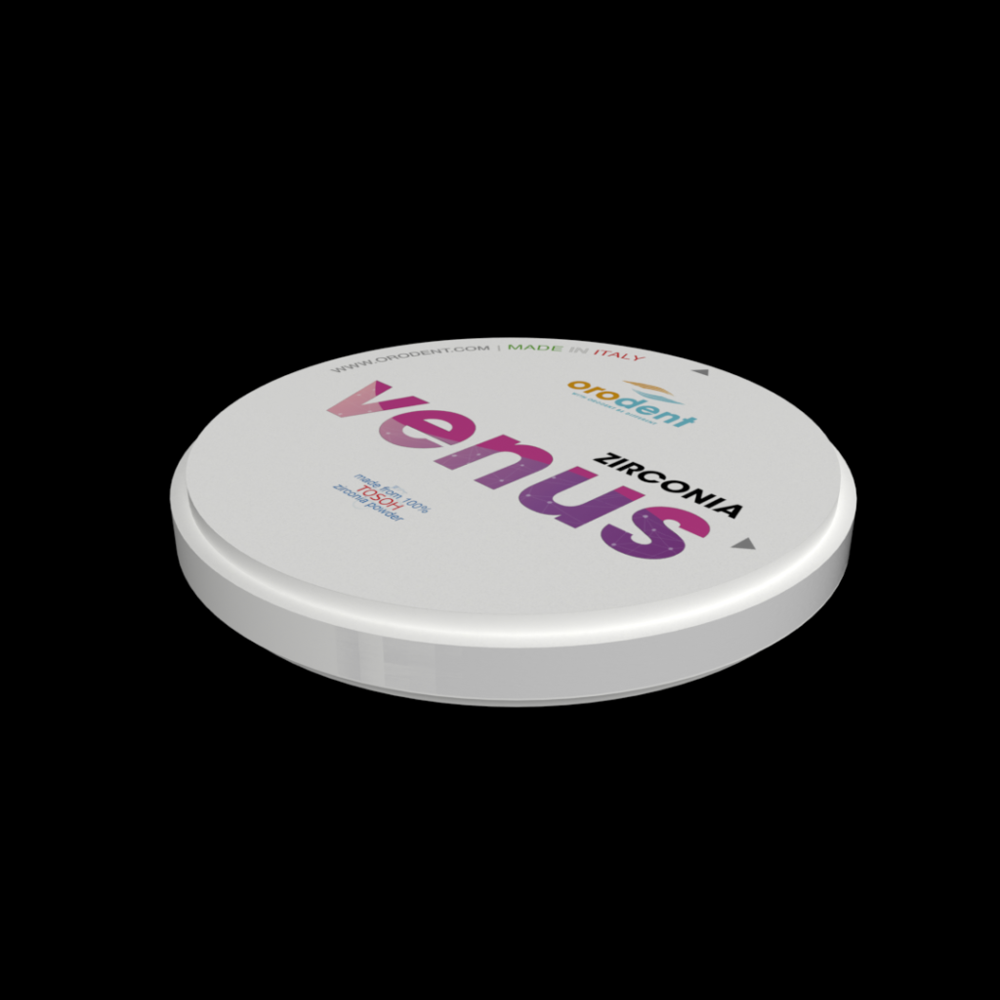 WWW.ORODENT.COM | MADE IN ITALY
orodent
venus
ZIRCONIA
made from 100%
TOSOH
zirconia powder